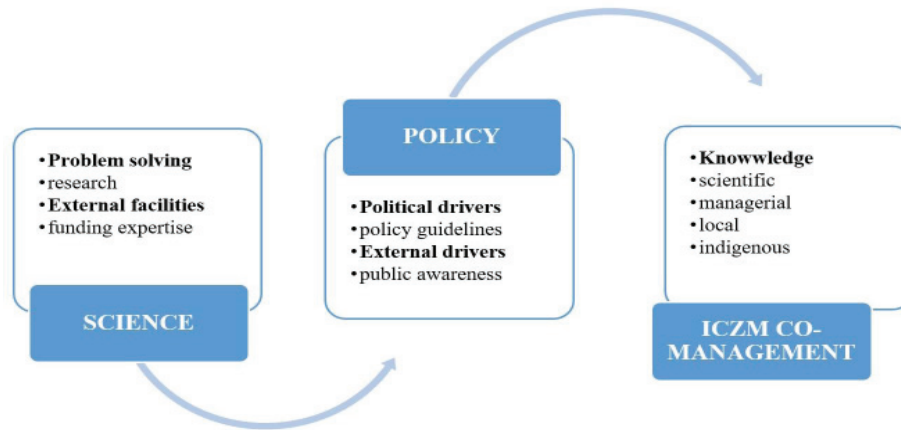 • Problem solving
• research
• External facilities
• funding expertise
SCIENCE
POLICY
• Political drivers
• policy guidelines
• External drivers
• public awareness
• Knowwledge
• scientific
• managerial
• local
• indigenous
ICZM CO-
MANAGEMENT